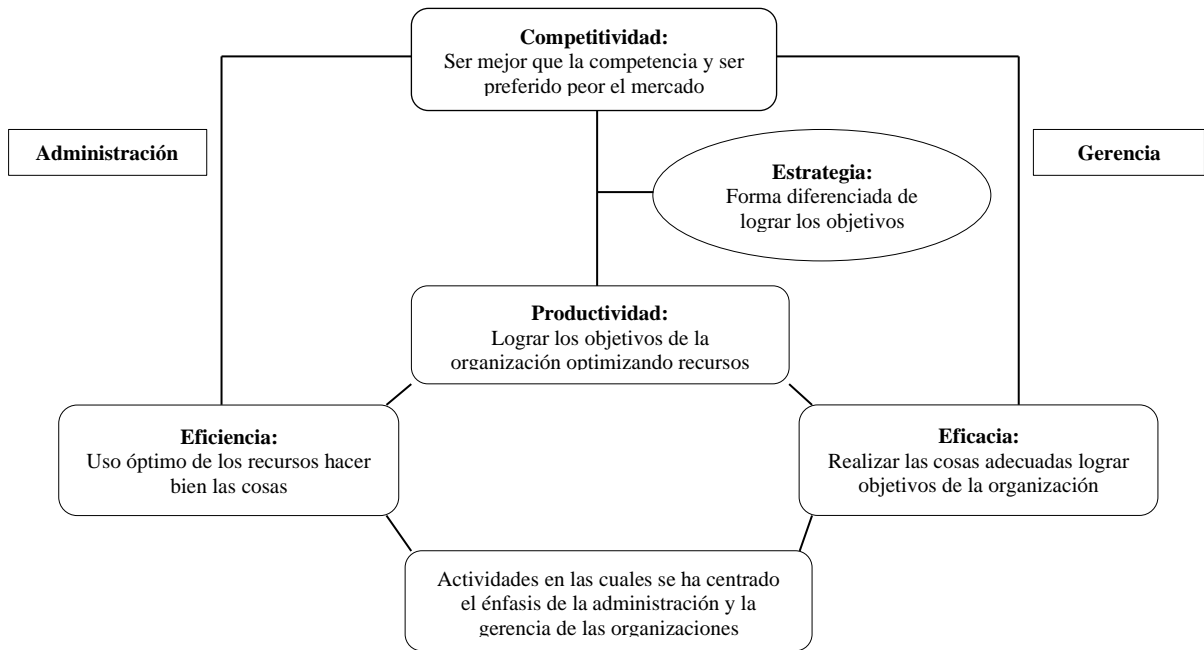 Competitividad:
Ser mejor que la competencia y ser
preferido peor el mercado
Administración
Gerencia
Estrategia:
Forma diferenciada de
lograr los objetivos
Productividad:
Lograr los objetivos de la
organización optimizando recursos
Eficiencia:
Uso óptimo de los recursos hacer
bien las cosas
Eficacia:
Realizar las cosas adecuadas lograr
objetivos de la organización
Actividades en las cuales se ha centrado
el énfasis de la administración y la
gerencia de las organizaciones